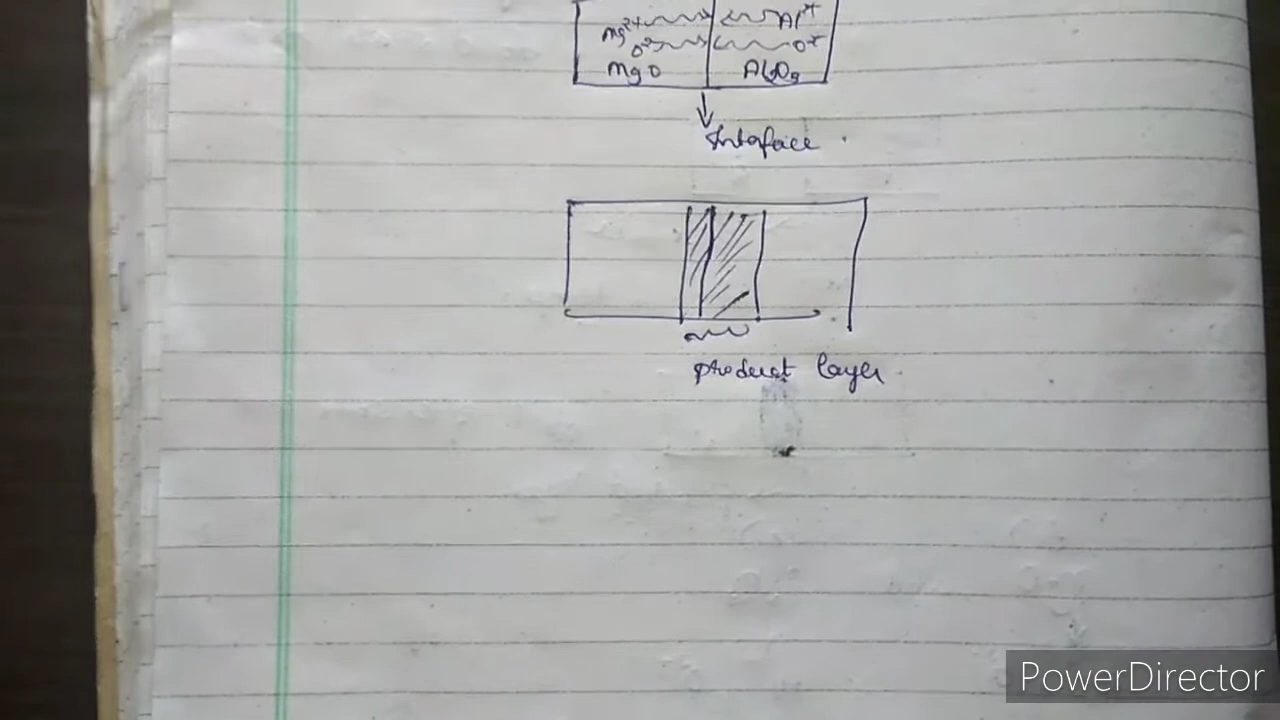 Mg2+ Al3+
O2- O2-
MgO Al2O3
Interface
product layer
PowerDirector